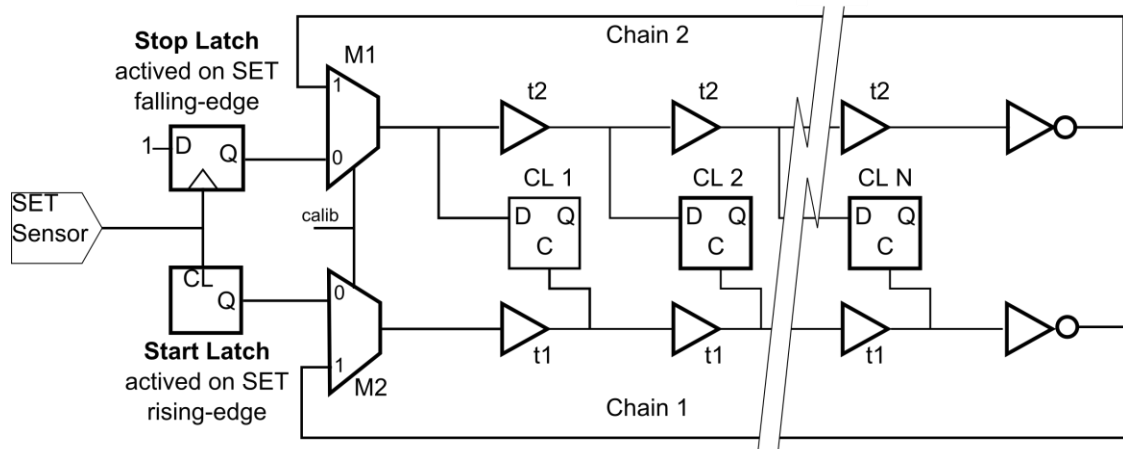 Stop Latch
actived on SET
falling-edge
Chain 2
M1
1
t2
t2
t2
1
D
Q
0
CL 1
CL 2
CL N
SET
Sensor
calib
D
Q
C
D
Q
C
D
Q
C
CL
Q
0
Start Latch
actived on SET
rising-edge
1
M2
t1
t1
t1
Chain 1